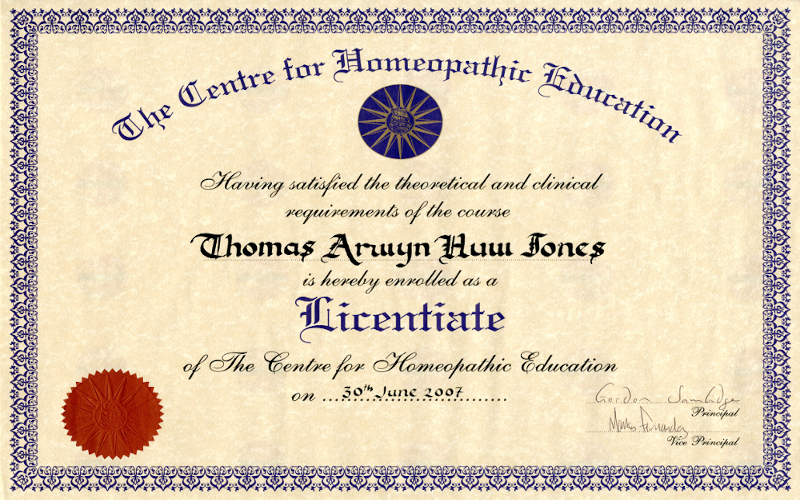 The Centre for Homeopathic Education
Having satisfied the theoretical and clinical
requirements of the course
Thomas Arwyn Huw Jones
is hereby enrolled as a
Licentiate
of The Centre for Homeopathic Education
on ...30th June 2007...
Gordon
Principal
Vice Principal